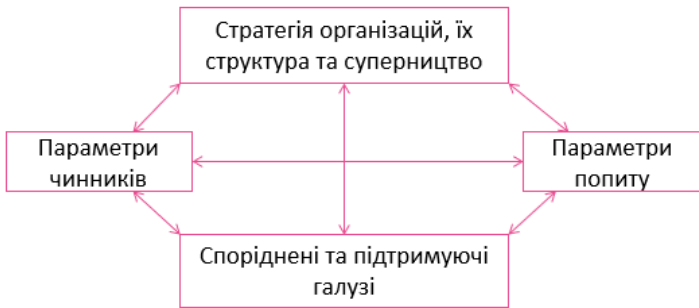 Стратегія організацій, їх
структура та суперництво
Параметри
чинників
Параметри
попиту
Споріднені та підтримуючі
галузі